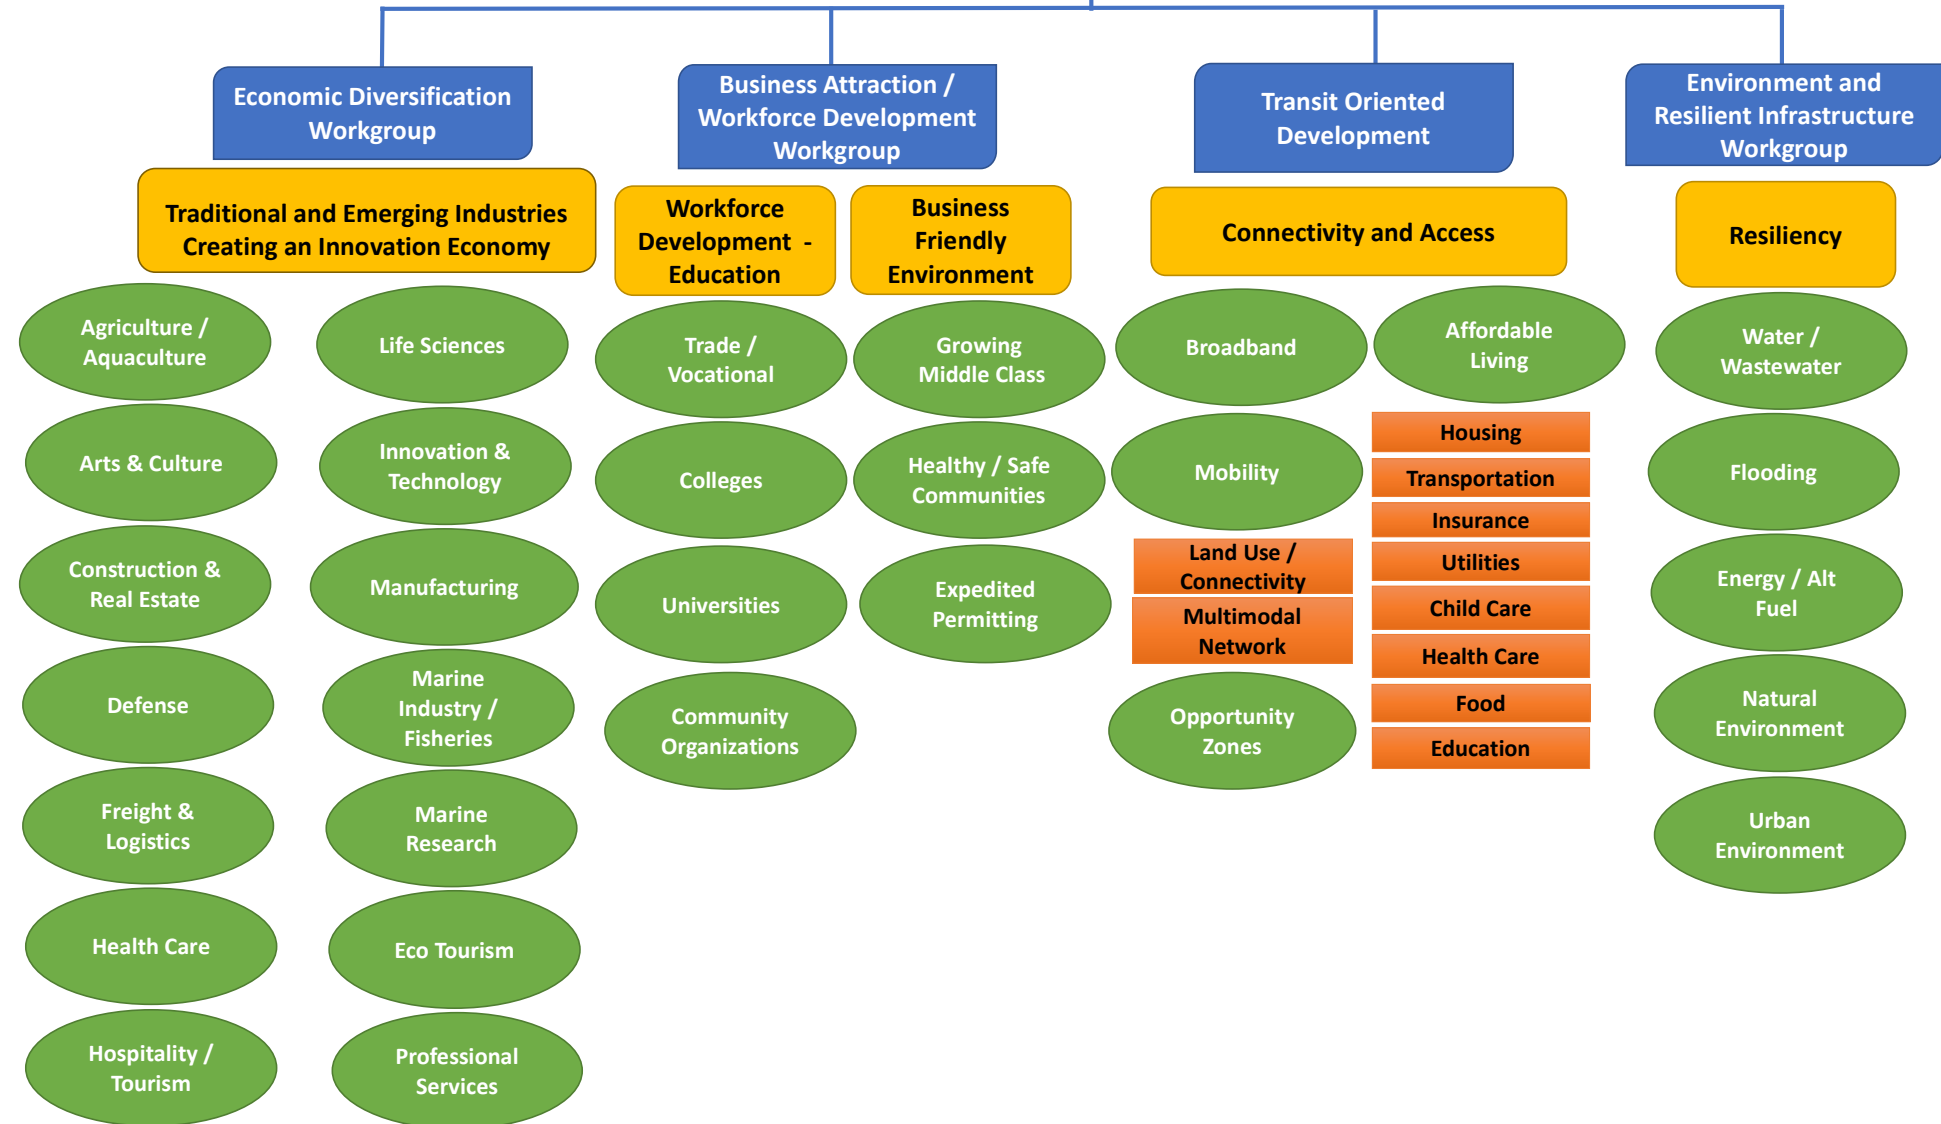 Economic Diversification
Workgroup
Business Attraction /
Workforce Development
Workgroup
Transit Oriented
Development
Environment and
Resilient Infrastructure
Workgroup
Traditional and Emerging Industries
Creating an Innovation Economy
Workforce
Development -
Education
Business
Friendly
Environment
Connectivity and Access
Resiliency
Agriculture /
Aquaculture
Arts & Culture
Construction &
Real Estate
Defense
Freight &
Logistics
Health Care
Hospitality /
Tourism
Life Sciences
Innovation &
Technology
Manufacturing
Marine
Industry /
Fisheries
Marine
Research
Eco Tourism
Professional
Services
Trade /
Vocational
Colleges
Universities
Community
Organizations
Growing
Middle Class
Healthy / Safe
Communities
Expedited
Permitting
Broadband
Mobility
Land Use /
Connectivity
Multimodal
Network
Opportunity
Zones
Affordable
Living
Housing
Transportation
Insurance
Utilities
Child Care
Health Care
Food
Education
Water /
Wastewater
Flooding
Energy / Alt
Fuel
Natural
Environment
Urban
Environment